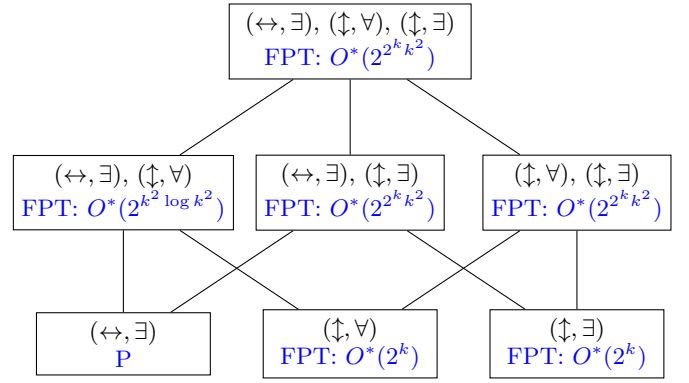 (↔, ∃), (↕, ∀), (↕, ∃)
FPT: O*(2^{2^k k^2})
(↔, ∃), (↕, ∀)
FPT: O*(2^{k^2 log k^2})
(↔, ∃), (↕, ∃)
FPT: O*(2^{2^k k^2})
(↕, ∀), (↕, ∃)
FPT: O*(2^{2^k k^2})
(↔, ∃)
P
(↕, ∀)
FPT: O*(2^k)
(↕, ∃)
FPT: O*(2^k)